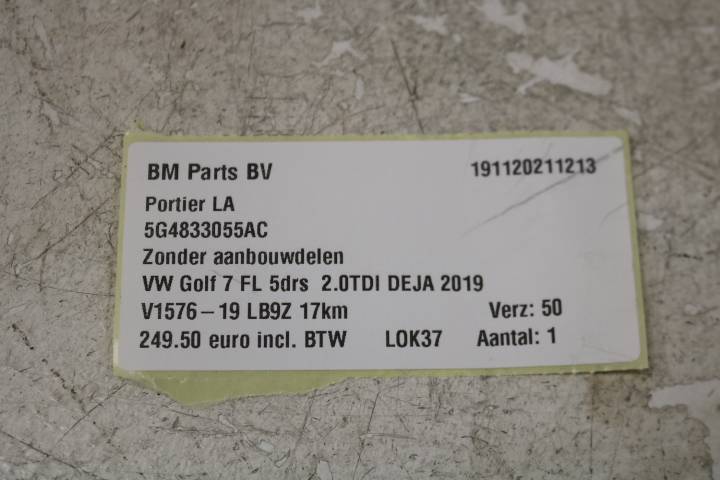 BM Parts BV 191120211213
Portier LA
5G4833055AC
Zonder aanbouwdelen
VW Golf 7 FL 5drs 2.0TDI DEJA 2019
V1576-19 LB9Z 17km Verz: 50
249.50 euro incl. BTW LOK37 Aantal: 1